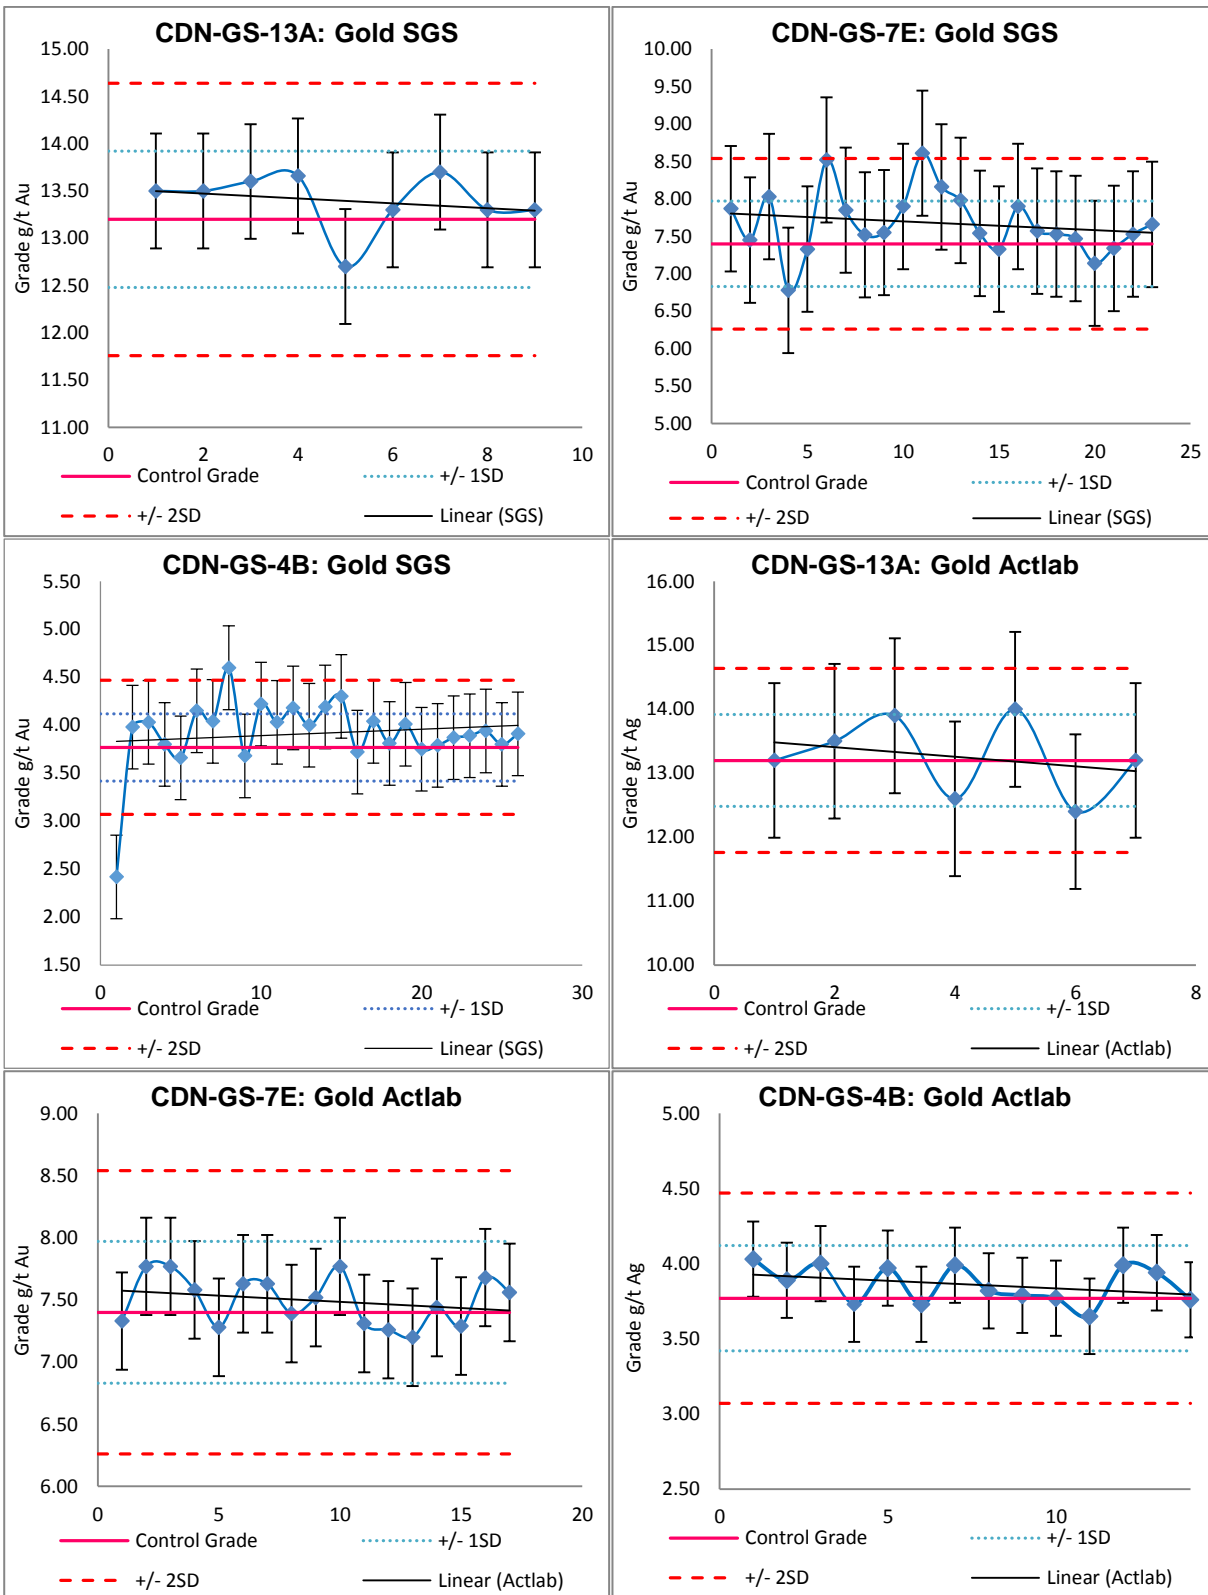 CDN-GS-13A: Gold SGS
15.00
14.50
14.00
13.50
13.00
12.50
12.00
11.50
11.00
Grade g/t Au
0 2 4 6 8 10
Control Grade +/- 1SD
+/- 2SD Linear (SGS)
CDN-GS-7E: Gold SGS
10.00
9.50
9.00
8.50
8.00
7.50
7.00
6.50
6.00
5.50
5.00
Grade g/t Au
0 5 10 15 20 25
Control Grade +/- 1SD
+/- 2SD Linear (SGS)
CDN-GS-4B: Gold SGS
5.50
5.00
4.50
4.00
3.50
3.00
2.50
2.00
1.50
Grade g/t Au
0 10 20 30
Control Grade +/- 1SD
+/- 2SD Linear (SGS)
CDN-GS-13A: Gold Actlab
16.00
15.00
14.00
13.00
12.00
11.00
10.00
Grade g/t Ag
0 2 4 6 8
Control Grade +/- 1SD
+/- 2SD Linear (Actlab)
CDN-GS-7E: Gold Actlab
9.00
8.50
8.00
7.50
7.00
6.50
6.00
Grade g/t Au
0 5 10 15 20
Control Grade +/- 1SD
+/- 2SD Linear (Actlab)
CDN-GS-4B: Gold Actlab
5.00
4.50
4.00
3.50
3.00
2.50
Grade g/t Ag
0 5 10
Control Grade +/- 1SD
+/- 2SD Linear (Actlab)